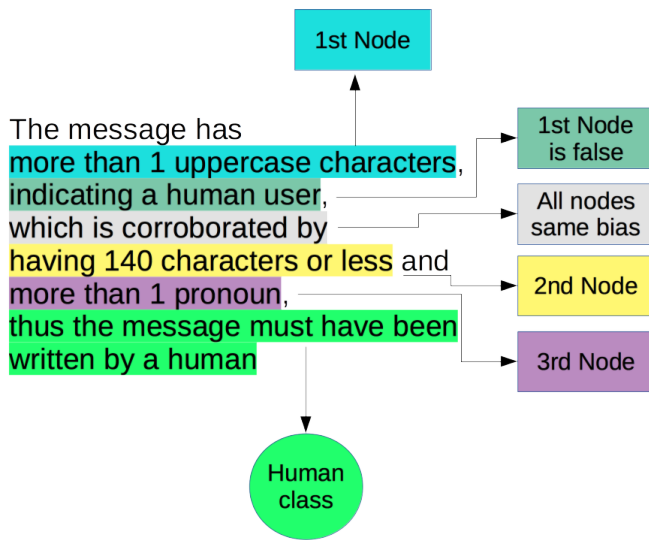 1st Node
The message has
more than 1 uppercase characters,
indicating a human user,
which is corroborated by
having 140 characters or less and
more than 1 pronoun,
thus the message must have been
written by a human
1st Node
is false
All nodes
same bias
2nd Node
3rd Node
Human
class